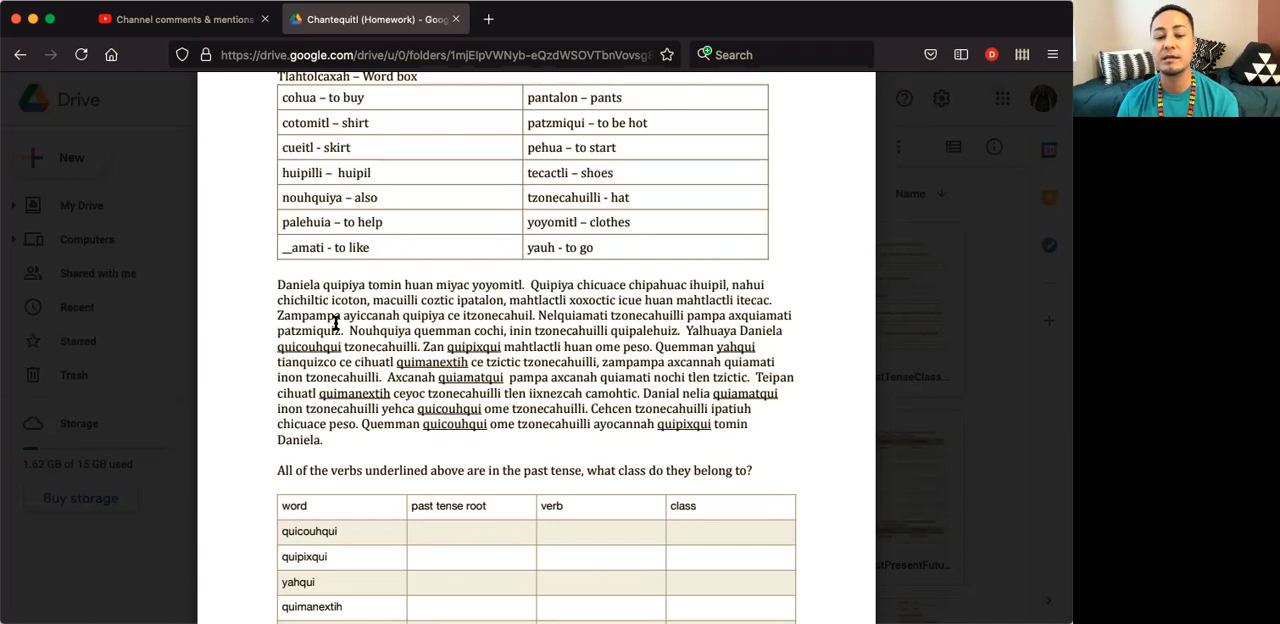 Channel comments & mentions
Chantequitl (Homework) - Goog
https://drive.google.com/drive/u/0/folders/1mjElpVWNyb-eQzdWSOVTbnVovsg
Search
Drive
New
My Drive
Computers
Shared with me
Recent
Starred
Trash
Storage
1.62 GB of 15 GB used
Buy storage
Tlahtolcaxah – Word box
cohua – to buy pantalon – pants
cotomitl – shirt patzmiqui – to be hot
cueitl - skirt pehua – to start
huipilli – huipil tecactli – shoes
nouhquiya – also tzonecahuilli - hat
palehuia – to help yoyomitl – clothes
__amati - to like yauh - to go
Daniela quipiya tomin huan miyac yoyomitl. Quipiya chicuace chipahuac ihuipil, nahui
chichiltic icoton, macuilli coztic ipatalon, mahtlactli xoxoctic icue huan mahtlactli itecac.
Zampampa ayiccanah quipiya ce itzonecahuil. Nelquiamati tzonecahuilli pampa axquiamati
patzmiquiz. Nouhquiya quemman cochi, inin tzonecahuilli quipalehuiz. Yalhuaya Daniela
quicouhqui tzonecahuilli. Zan quipixqui mahtlactli huan ome peso. Quemman yahqui
tianquizco ce cihuatl quimanextih ce tzictic tzonecahuilli, zampampa axcannah quiamati
inon tzonecahuilli. Axcanah quiamatqui pampa axcanah quiamati nochi tlen tzictic. Teipan
cihuatl quimanextih ceyoc tzonecahuilli tlen iixnezcah camohtic. Danial nelia quiamatqui
inon tzonecahuilli yehca quicouhqui ome tzonecahuilli. Cehcen tzonecahuilli ipatiuh
chicuace peso. Quemman quicouhqui ome tzonecahuilli ayocannah quipixqui tomin
Daniela.
All of the verbs underlined above are in the past tense, what class do they belong to?
word past tense root verb class
quicouhqui
quipixqui
yahqui
quimanextih
Name
PastPresentFutu...